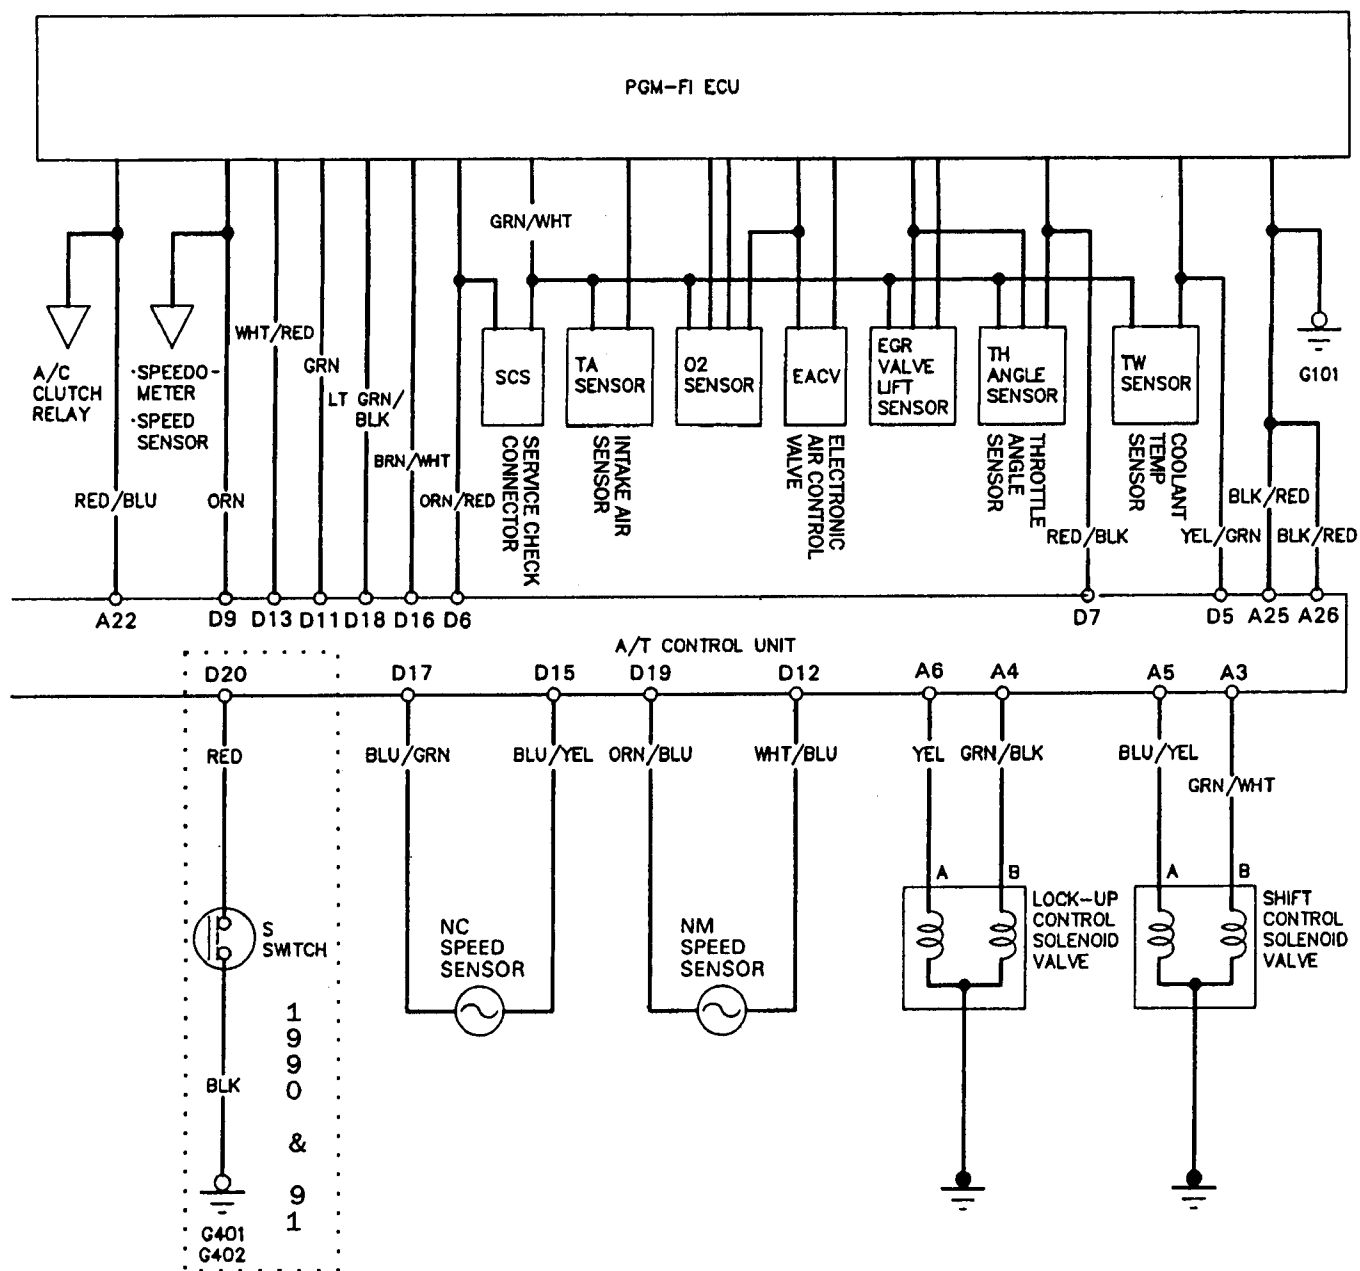 PGM-FI ECU
GRN/WHT
A/C
CLUTCH
RELAY
·SPEEDO-
METER
·SPEED
SENSOR
WHT/RED
GRN
LT GRN/
BLK
BRN/WHT
RED/BLU
ORN
ORN/RED
SCS
SERVICE CHECK
CONNECTOR
TA
SENSOR
INTAKE AIR
SENSOR
O2
SENSOR
EACV
ELECTRONIC
AIR CONTROL
VALVE
EGR
VALVE
LIFT
SENSOR
TH
ANGLE
SENSOR
THROTTLE
ANGLE
SENSOR
TW
SENSOR
COOLANT
TEMP
SENSOR
G101
RED/BLK
YEL/GRN
BLK/RED
BLK/RED
A22
D9
D13
D11
D18
D16
D6
D7
D5
A25
A26
A/T CONTROL UNIT
D20
D17
D15
D19
D12
A6
A4
A5
A3
RED
BLU/GRN
BLU/YEL
ORN/BLU
WHT/BLU
YEL
GRN/BLK
BLU/YEL
GRN/WHT
S
SWITCH
NC
SPEED
SENSOR
NM
SPEED
SENSOR
A
B
LOCK-UP
CONTROL
SOLENOID
VALVE
A
B
SHIFT
CONTROL
SOLENOID
VALVE
BLK
1990 & 91
G401
G402